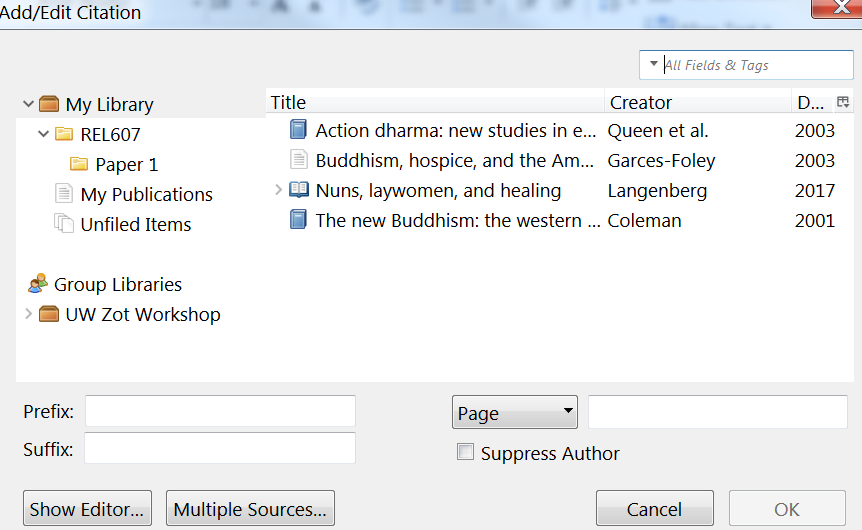 Add/Edit Citation
All Fields & Tags
My Library
REL607
Paper 1
My Publications
Unfiled Items
Group Libraries
UW Zot Workshop
Title Creator D...
Action dharma: new studies in e... Queen et al. 2003
Buddhism, hospice, and the Am... Garces-Foley 2003
Nuns, laywomen, and healing Langenberg 2017
The new Buddhism: the western ... Coleman 2001
Prefix:
Page
Suffix:
Suppress Author
Show Editor... Multiple Sources... Cancel OK